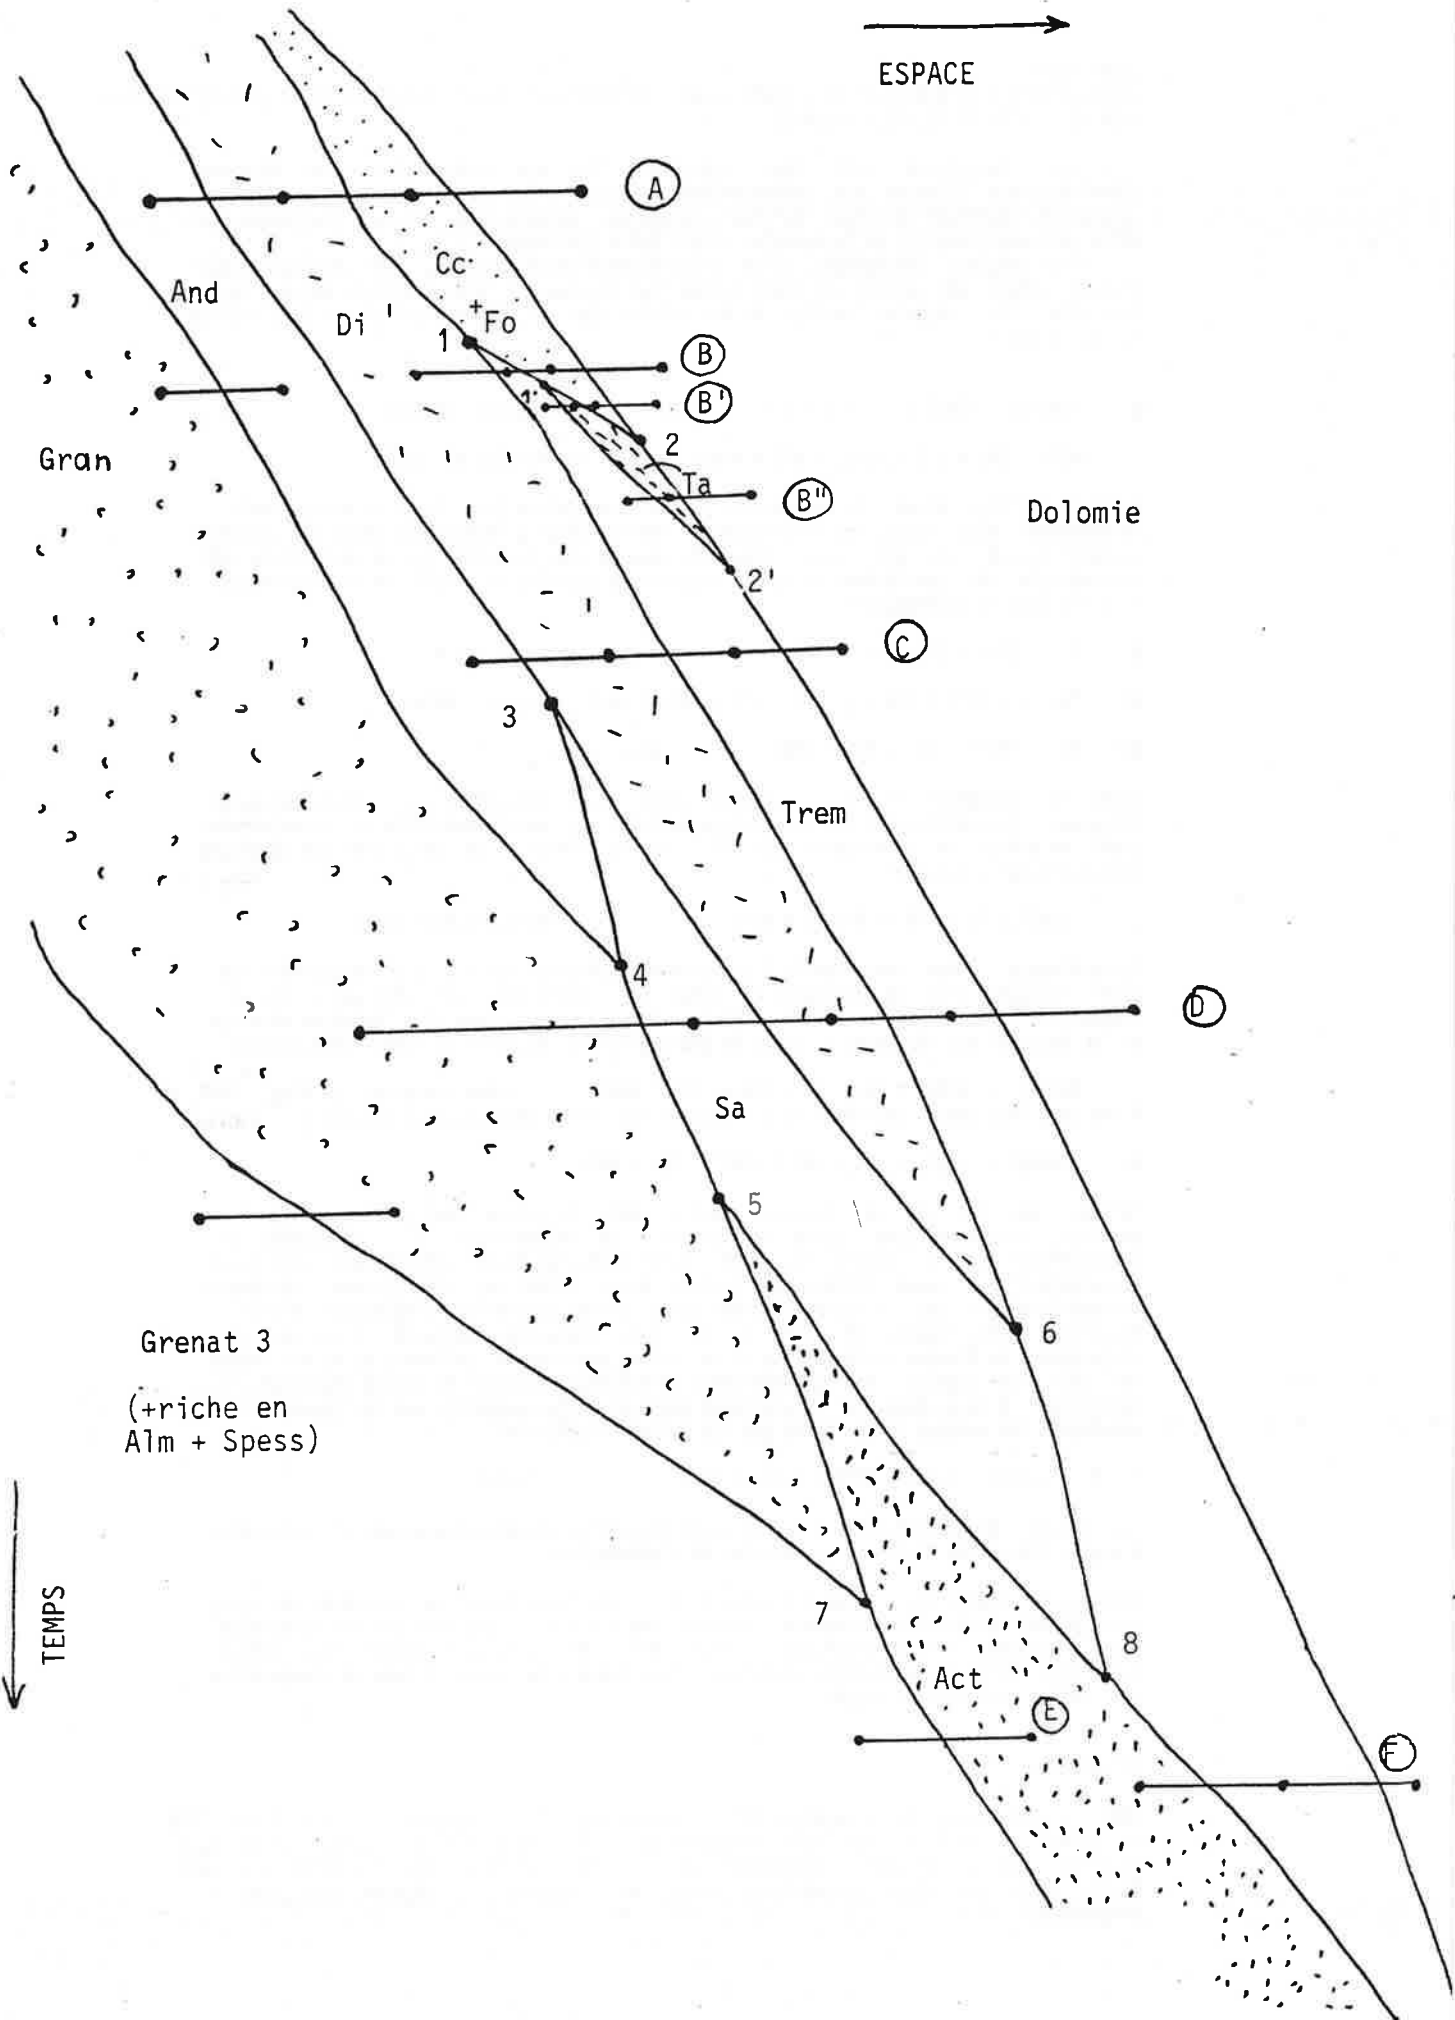 ESPACE
A
Cc
+Fo
And
Di
1
B
1'
B'
2
Ta
B"
Gran
Dolomie
2'
C
3
Trem
4
D
Sa
5
6
Grenat 3
(+riche en
Alm + Spess)
TEMPS
7
8
Act
E
F